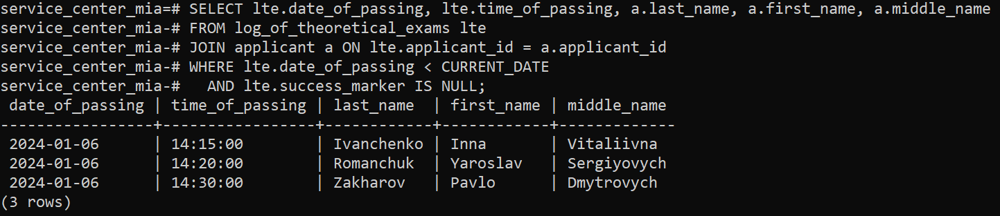 service_center_mia=# SELECT lte.date_of_passing, lte.time_of_passing, a.last_name, a.first_name, a.middle_name
service_center_mia-# FROM log_of_theoretical_exams lte
service_center_mia-# JOIN applicant a ON lte.applicant_id = a.applicant_id
service_center_mia-# WHERE lte.date_of_passing < CURRENT_DATE
service_center_mia-#   AND lte.success_marker IS NULL;
 date_of_passing | time_of_passing | last_name  | first_name | middle_name
-----------------+-----------------+------------+------------+-------------
 2024-01-06      | 14:15:00        | Ivanchenko | Inna       | Vitaliivna
 2024-01-06      | 14:20:00        | Romanchuk  | Yaroslav   | Sergiyovych
 2024-01-06      | 14:30:00        | Zakharov   | Pavlo      | Dmytrovych
(3 rows)